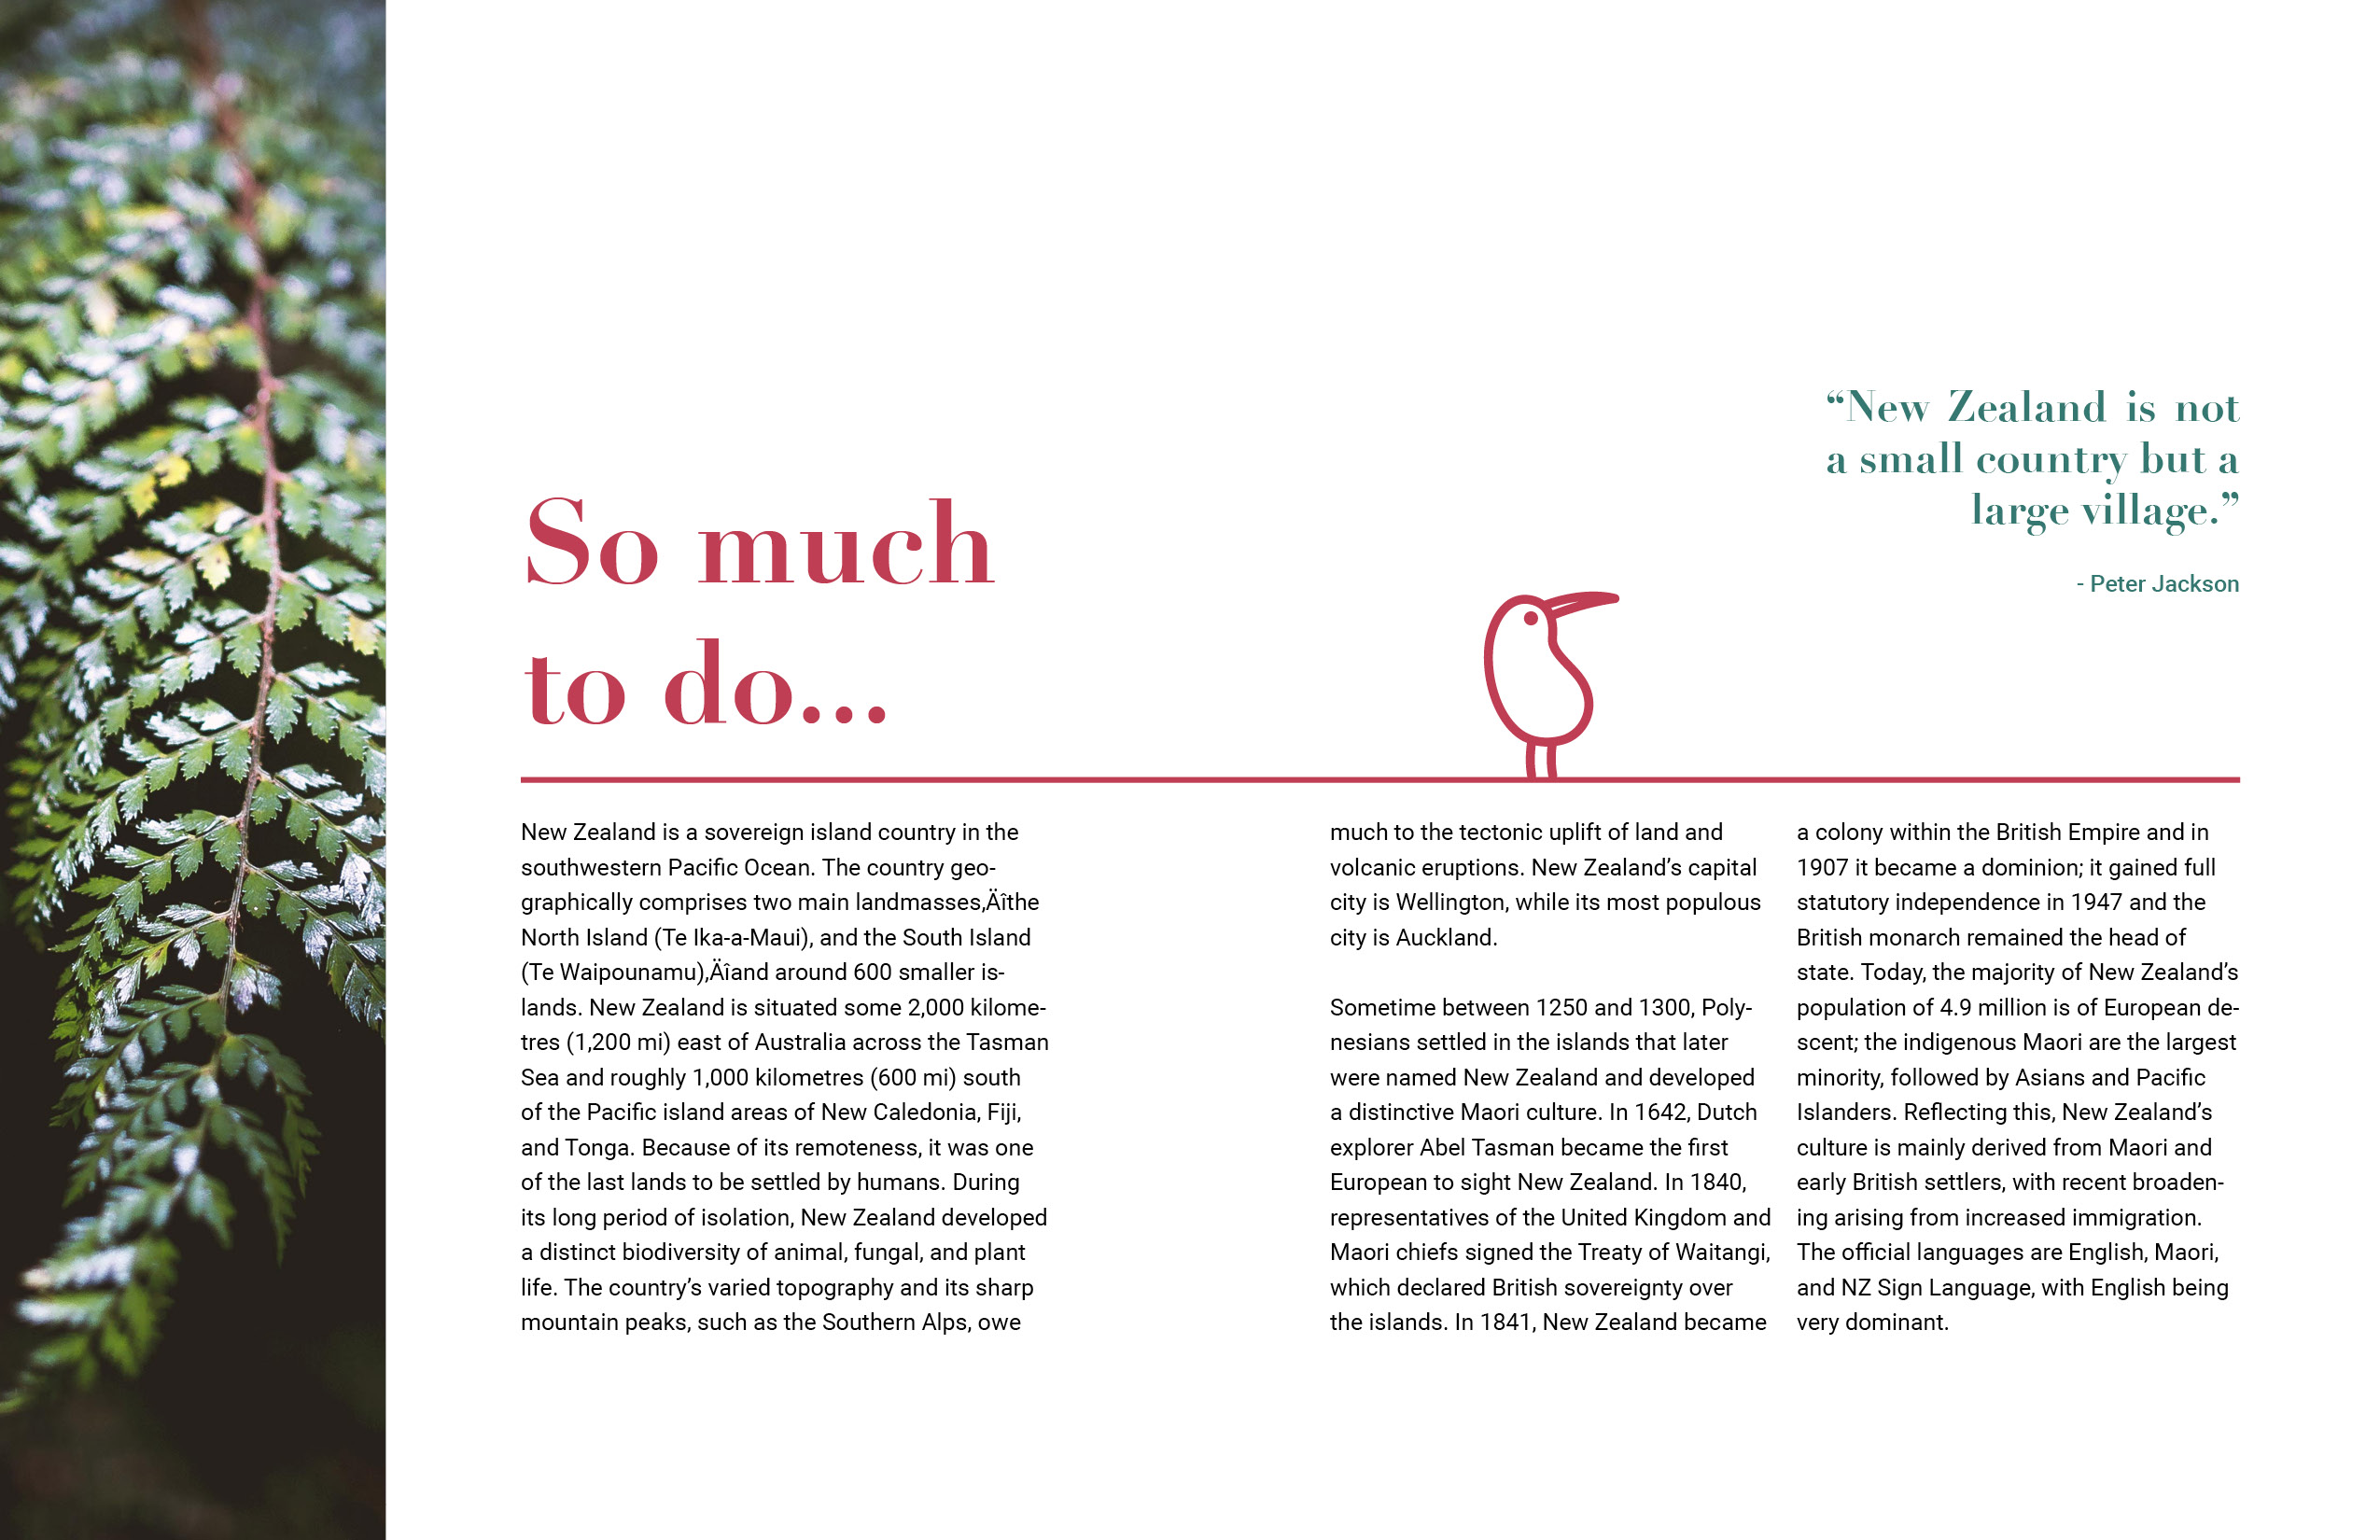 So much
to do...
“New Zealand is not
a small country but a
large village.”
- Peter Jackson
New Zealand is a sovereign island country in the
southwestern Pacific Ocean. The country geo-
graphically comprises two main landmasses‚Äîthe
North Island (Te Ika-a-Maui), and the South Island
(Te Waipounamu)‚Äîand around 600 smaller is-
lands. New Zealand is situated some 2,000 kilome-
tres (1,200 mi) east of Australia across the Tasman
Sea and roughly 1,000 kilometres (600 mi) south
of the Pacific island areas of New Caledonia, Fiji,
and Tonga. Because of its remoteness, it was one
of the last lands to be settled by humans. During
its long period of isolation, New Zealand developed
a distinct biodiversity of animal, fungal, and plant
life. The country’s varied topography and its sharp
mountain peaks, such as the Southern Alps, owe
much to the tectonic uplift of land and
volcanic eruptions. New Zealand’s capital
city is Wellington, while its most populous
city is Auckland.
Sometime between 1250 and 1300, Poly-
nesians settled in the islands that later
were named New Zealand and developed
a distinctive Maori culture. In 1642, Dutch
explorer Abel Tasman became the first
European to sight New Zealand. In 1840,
representatives of the United Kingdom and
Maori chiefs signed the Treaty of Waitangi,
which declared British sovereignty over
the islands. In 1841, New Zealand became
a colony within the British Empire and in
1907 it became a dominion; it gained full
statutory independence in 1947 and the
British monarch remained the head of
state. Today, the majority of New Zealand’s
population of 4.9 million is of European de-
scent; the indigenous Maori are the largest
minority, followed by Asians and Pacific
Islanders. Reflecting this, New Zealand’s
culture is mainly derived from Maori and
early British settlers, with recent broaden-
ing arising from increased immigration.
The official languages are English, Maori,
and NZ Sign Language, with English being
very dominant.